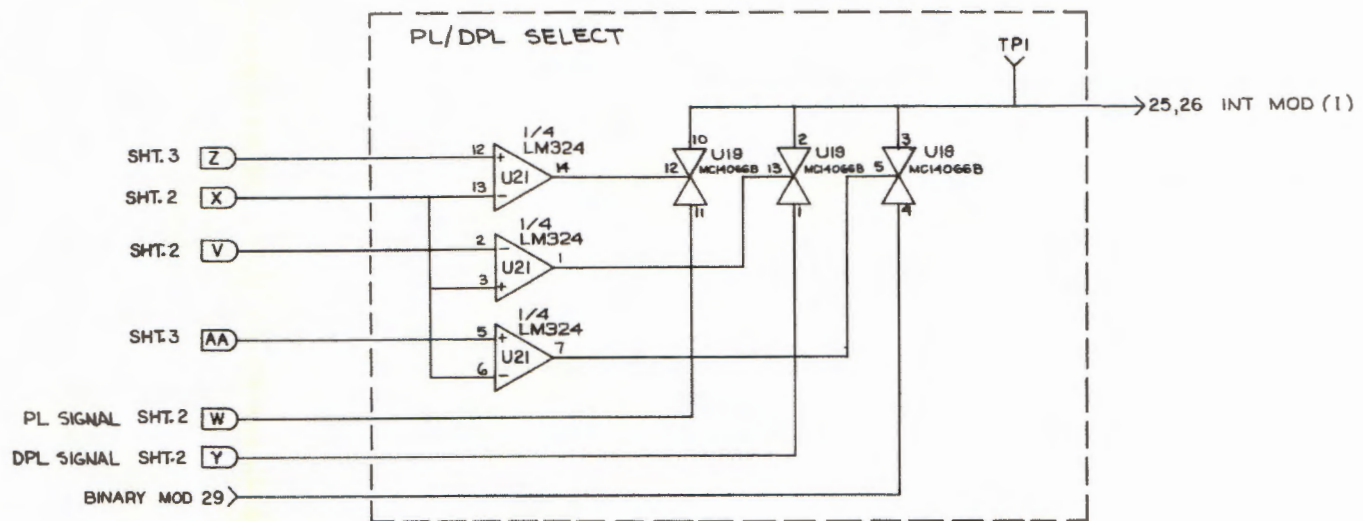 PL/DPL SELECT
TP1
25,26 INT MOD (1)
SHT. 3 Z
12 +
1/4
LM324
U21
14
SHT. 2 X
13 -
10
12
U19
MC14066B
11
2
13
U19
MC14066B
1
3
5
U18
MC14066B
4
SHT.2 V
2 -
1/4
LM324
U21
1
3 +
SHT.3 AA
5 +
1/4
LM324
U21
7
6 -
PL SIGNAL SHT.2 W
DPL SIGNAL SHT.2 Y
BINARY MOD 29